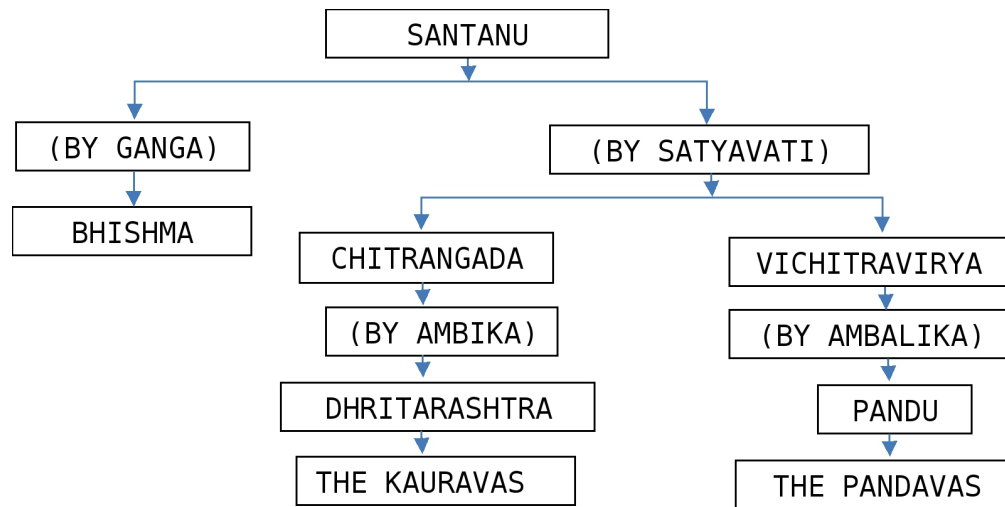 SANTANU
(BY GANGA)
(BY SATYAVATI)
BHISHMA
CHITRANGADA
VICHITRAVIRYA
(BY AMBIKA)
(BY AMBALIKA)
DHRITARASHTRA
PANDU
THE KAURAVAS
THE PANDAVAS